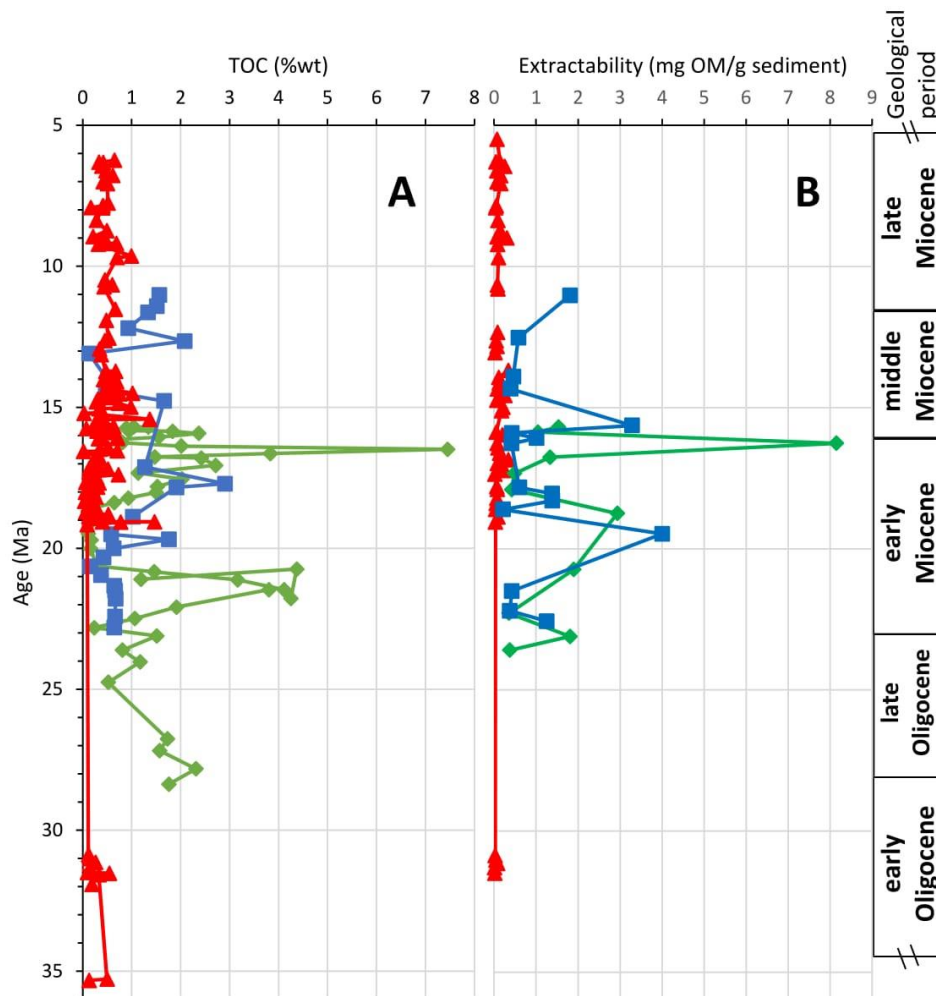 TOC (%wt)
0 1 2 3 4 5 6 7 8
Extractability (mg OM/g sediment)
0 1 2 3 4 5 6 7 8 9
Geological
period
Age (Ma)
5
10
15
20
25
30
35
A
B
late
Miocene
middle
Miocene
early
Miocene
late
Oligocene
early
Oligocene